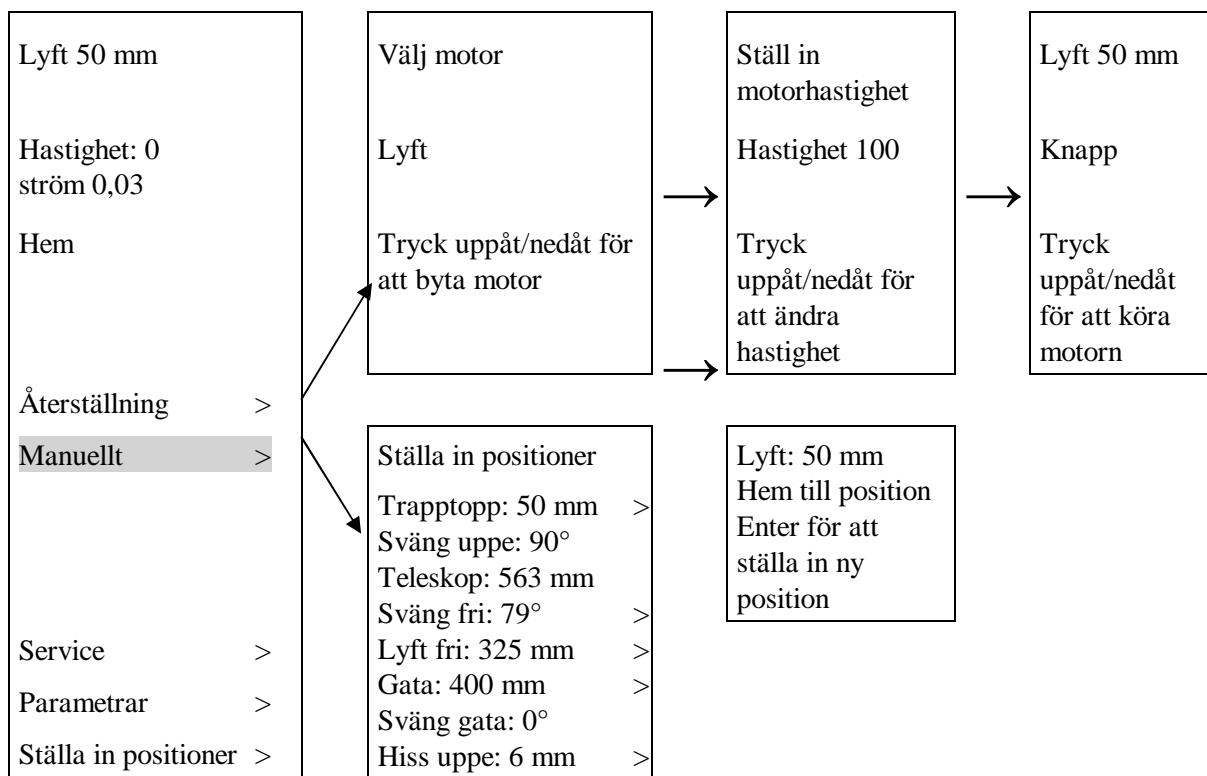 Lyft 50 mm
Hastighet: 0
ström 0,03
Hem
Återställning >
Manuellt >
Service >
Parametrar >
Ställa in positioner >
Välj motor
Lyft
Tryck uppåt/nedåt för
att byta motor
Ställ in
motorhastighet
Hastighet 100
Tryck
uppåt/nedåt för
att ändra
hastighet
Lyft 50 mm
Knapp
Tryck
uppåt/nedåt
för att köra
motorn
Ställa in positioner
Trapptopp: 50 mm >
Sväng uppe: 90°
Teleskop: 563 mm
Sväng fri: 79° >
Lyft fri: 325 mm >
Gata: 400 mm >
Sväng gata: 0°
Hiss uppe: 6 mm >
Lyft: 50 mm
Hem till position
Enter för att
ställa in ny
position